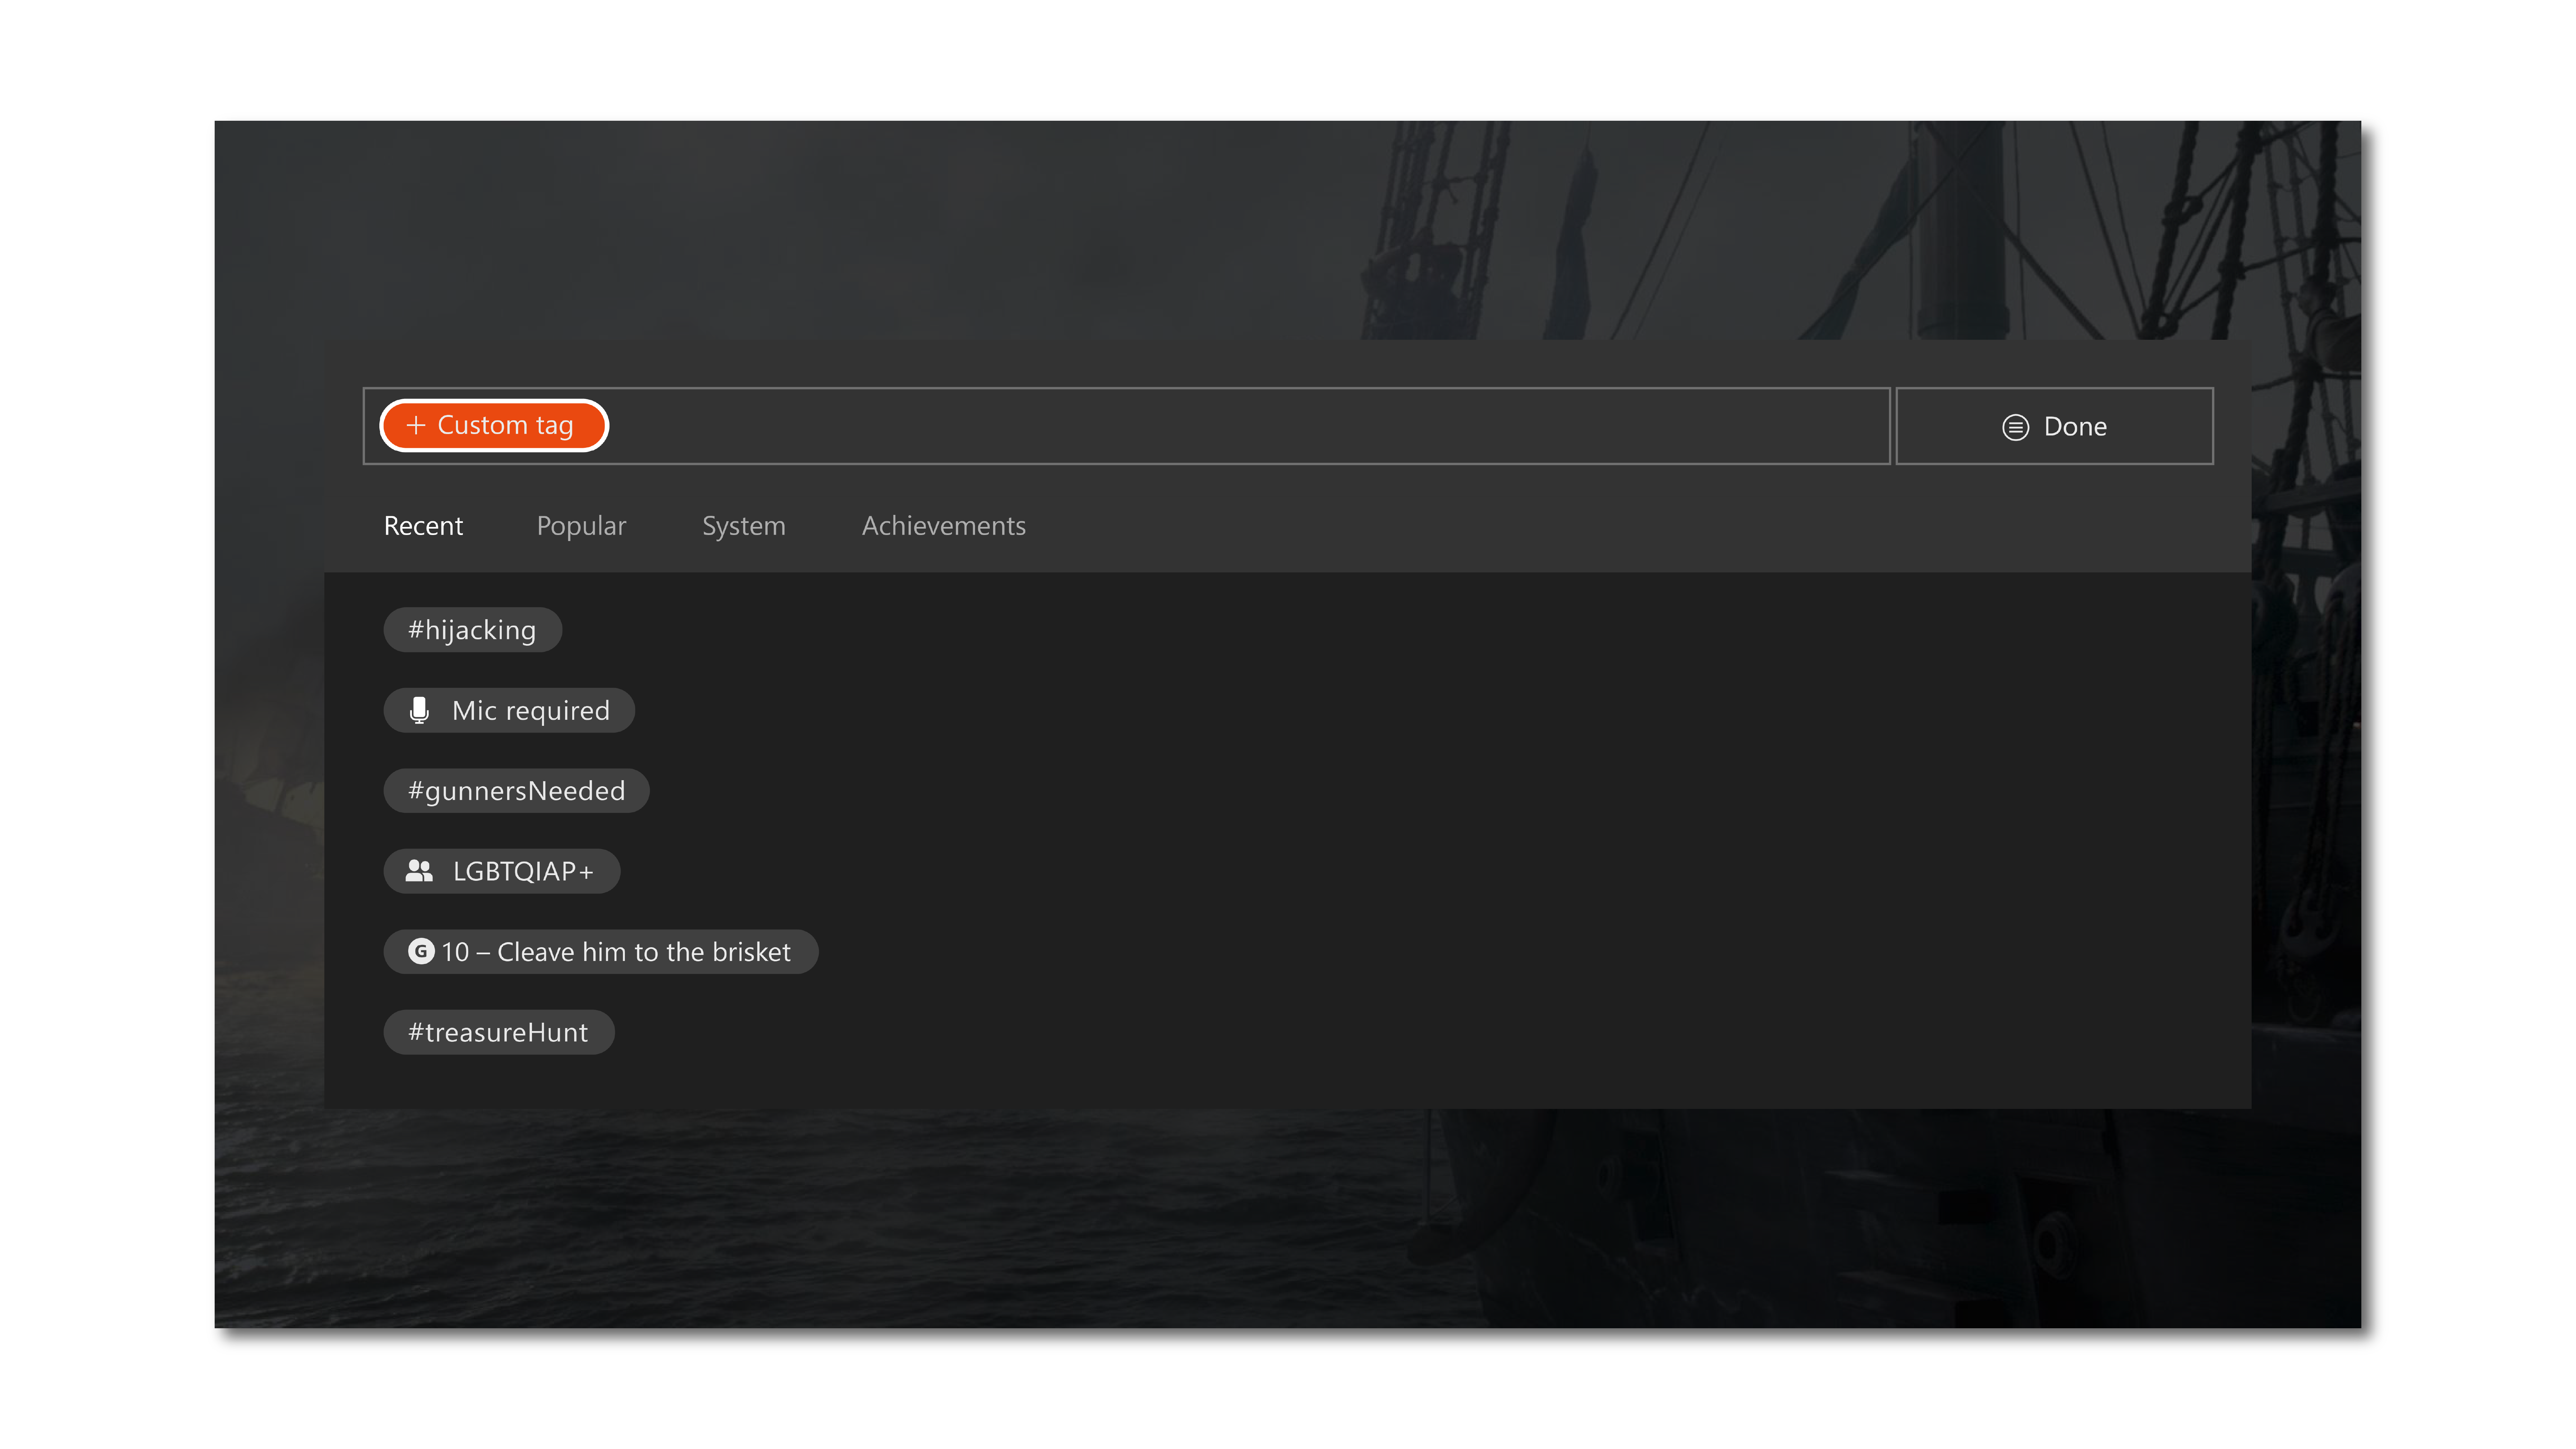 + Custom tag
Done
Recent Popular System Achievements
#hijacking
Mic required
#gunnersNeeded
LGBTQIAP+
G 10 – Cleave him to the brisket
#treasureHunt